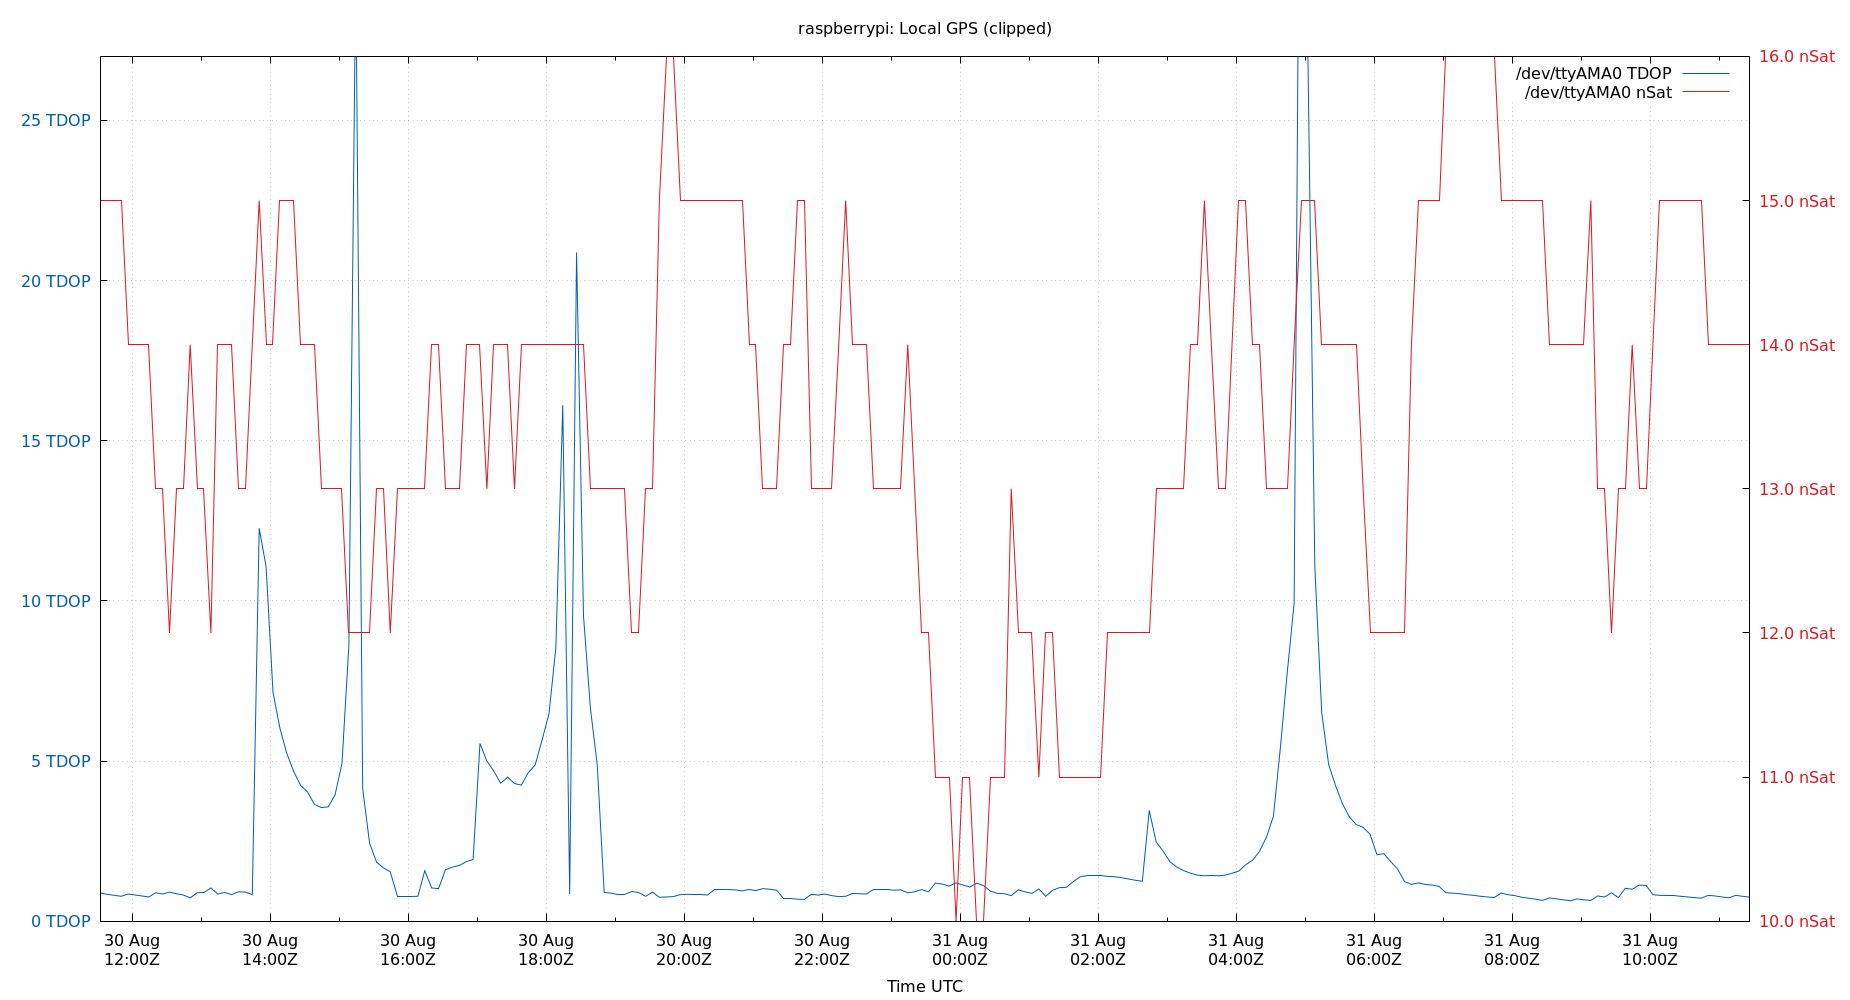 raspberrypi: Local GPS (clipped)
/dev/ttyAMA0 TDOP
/dev/ttyAMA0 nSat
25 TDOP
20 TDOP
15 TDOP
10 TDOP
5 TDOP
0 TDOP
16.0 nSat
15.0 nSat
14.0 nSat
13.0 nSat
12.0 nSat
11.0 nSat
10.0 nSat
30 Aug 30 Aug 30 Aug 30 Aug 30 Aug 30 Aug 31 Aug 31 Aug 31 Aug 31 Aug 31 Aug 31 Aug
12:00Z 14:00Z 16:00Z 18:00Z 20:00Z 22:00Z 00:00Z 02:00Z 04:00Z 06:00Z 08:00Z 10:00Z
Time UTC